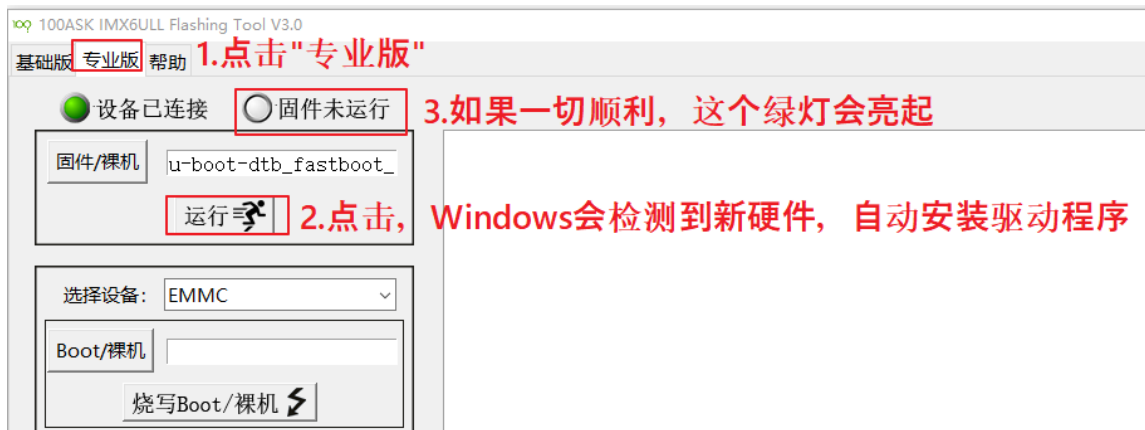 100ASK IMX6ULL Flashing Tool V3.0
基础版 专业版 帮助 1.点击"专业版"
设备已连接 固件未运行 3.如果一切顺利，这个绿灯会亮起
固件/裸机 u-boot-dtb_fastboot_
运行 2.点击，Windows会检测到新硬件，自动安装驱动程序
选择设备: EMMC
Boot/裸机
烧写Boot/裸机